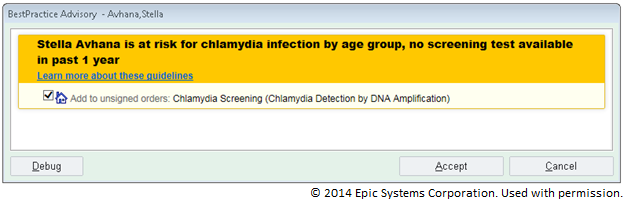 BestPractice Advisory - Avhana,Stella
Stella Avhana is at risk for chlamydia infection by age group, no screening test available
in past 1 year
Learn more about these guidelines
Add to unsigned orders: Chlamydia Screening (Chlamydia Detection by DNA Amplification)
Debug Accept Cancel
© 2014 Epic Systems Corporation. Used with permission.